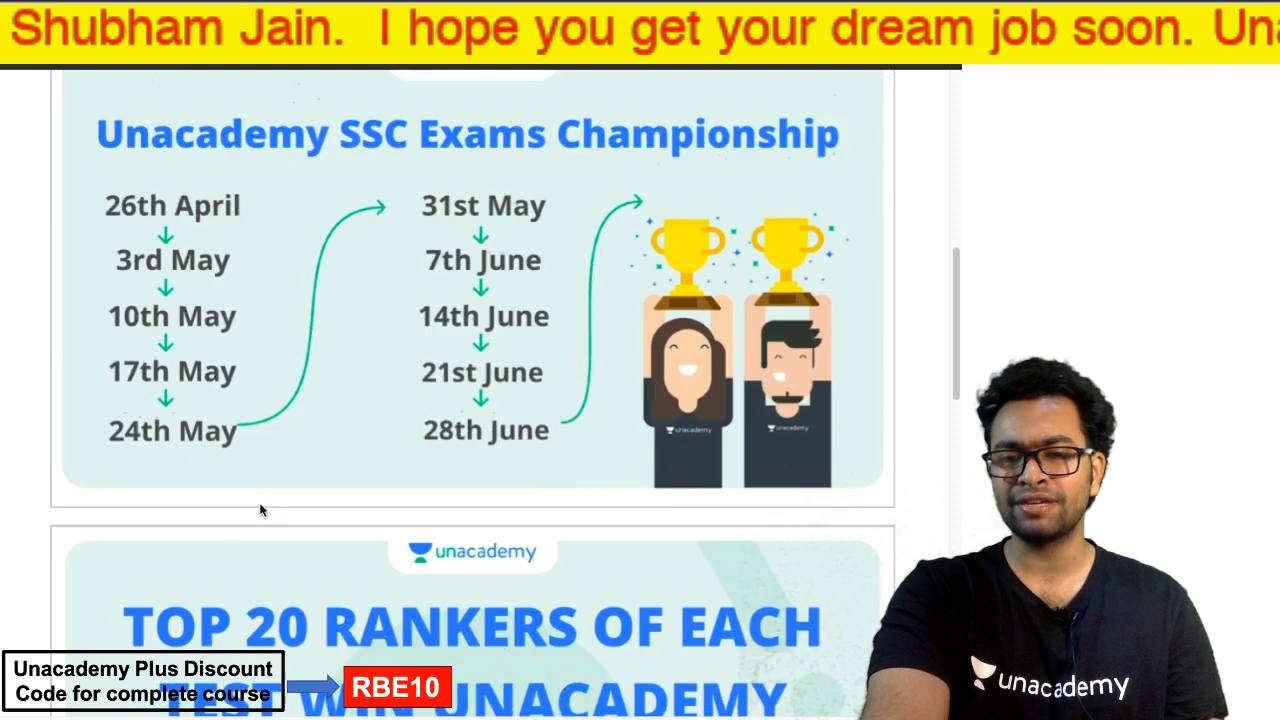 Shubham Jain. I hope you get your dream job soon.
Unacademy SSC Exams Championship
26th April
3rd May
10th May
17th May
24th May
31st May
7th June
14th June
21st June
28th June
unacademy
unacademy
unacademy
TOP 20 RANKERS OF EACH
TEST WIN UNACADEMY
Unacademy Plus Discount
Code for complete course
RBE10
unacademy